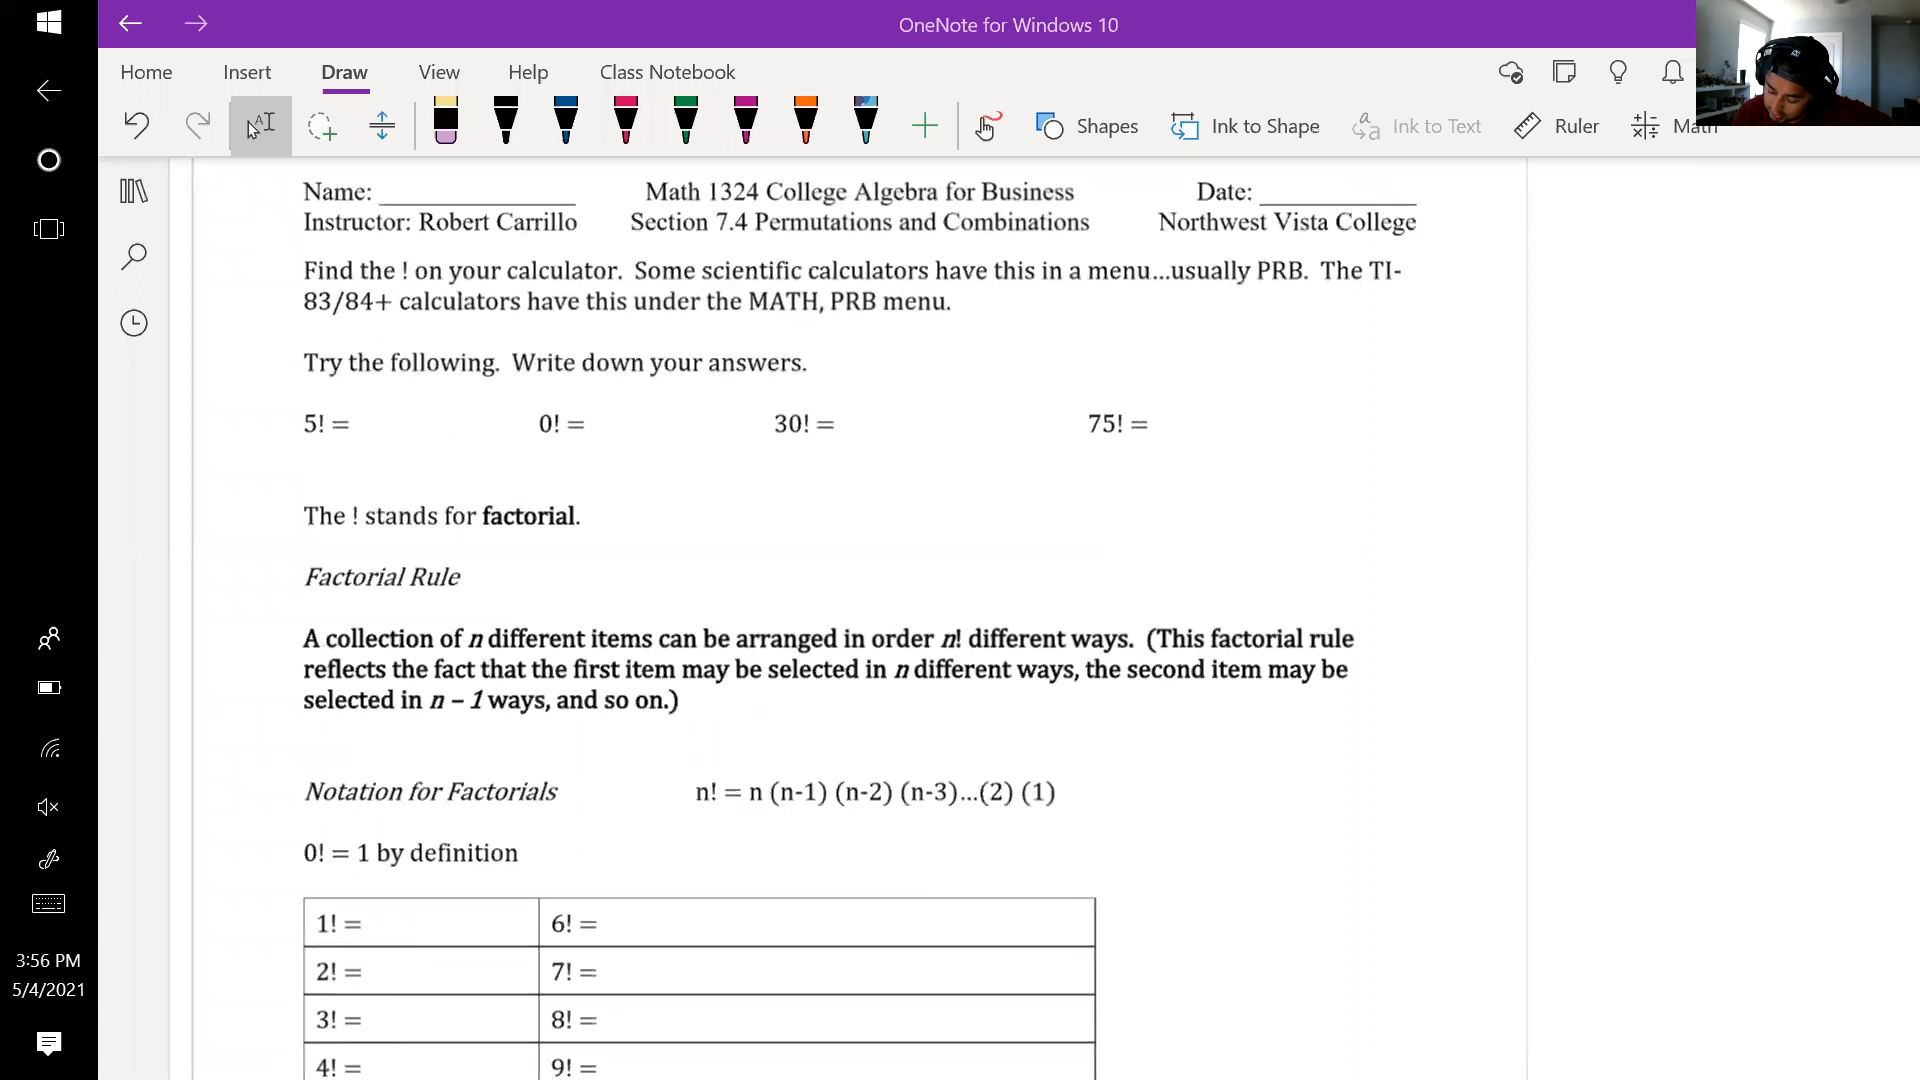 OneNote for Windows 10
Home Insert Draw View Help Class Notebook
Shapes Ink to Shape Ink to Text Ruler Math
Name: ______________ Math 1324 College Algebra for Business Date: ___________
Instructor: Robert Carrillo Section 7.4 Permutations and Combinations Northwest Vista College
Find the ! on your calculator. Some scientific calculators have this in a menu...usually PRB. The TI-
83/84+ calculators have this under the MATH, PRB menu.
Try the following. Write down your answers.
5! = 0! = 30! = 75! =
The ! stands for factorial.
Factorial Rule
A collection of n different items can be arranged in order n! different ways. (This factorial rule
reflects the fact that the first item may be selected in n different ways, the second item may be
selected in n – 1 ways, and so on.)
Notation for Factorials n! = n (n-1) (n-2) (n-3)...(2) (1)
0! = 1 by definition
1! = 6! =
2! = 7! =
3! = 8! =
4! = 9! =
3:56 PM
5/4/2021